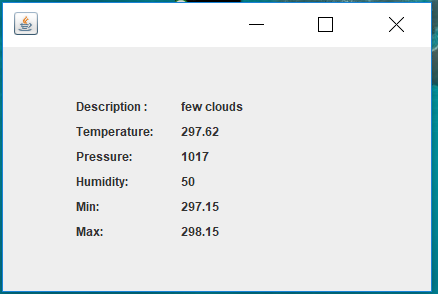 Description : few clouds
Temperature: 297.62
Pressure: 1017
Humidity: 50
Min: 297.15
Max: 298.15